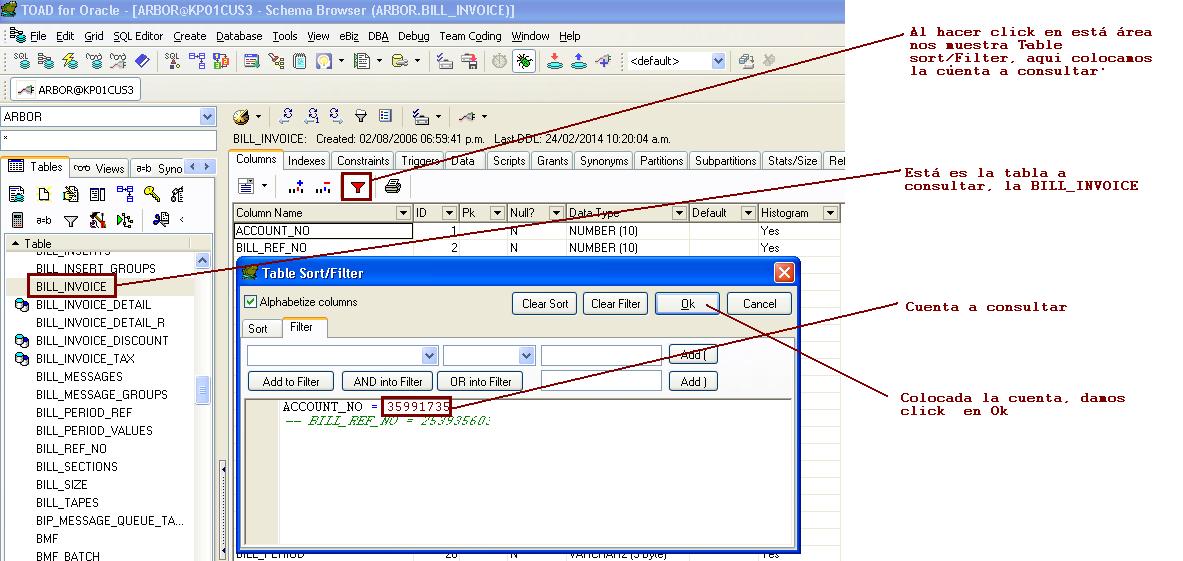 TOAD for Oracle - [ARBOR@KP01CUS3 - Schema Browser (ARBOR.BILL_INVOICE)]
File Edit Grid SQL Editor Create Database Tools View eBiz DBA Debug Team Coding Window Help
SQL SQL SQL <default>
ARBOR@KP01CUS3
ARBOR
*
BILL_INVOICE: Created: 02/08/2006 06:59:41 p.m. Last DDL: 24/02/2014 10:20:04 a.m.
Tables Views a=b Syno
Columns Indexes Constraints Triggers Data Scripts Grants Synonyms Partitions Subpartitions Stats/Size Rel
a=b
Column Name ID Pk Null? Data Type Default Histogram
ACCOUNT_NO 1 N NUMBER (10) Yes
BILL_REF_NO 2 N NUMBER (10) Yes
Table
BILL_INSERTS
BILL_INSERT_GROUPS
BILL_INVOICE
BILL_INVOICE_DETAIL
BILL_INVOICE_DETAIL_R
BILL_INVOICE_DISCOUNT
BILL_INVOICE_TAX
BILL_MESSAGES
BILL_MESSAGE_GROUPS
BILL_PERIOD_REF
BILL_PERIOD_VALUES
BILL_REF_NO
BILL_SECTIONS
BILL_SIZE
BILL_TAPES
BIP_MESSAGE_QUEUE_TA...
BMF
BMF_BATCH
Table Sort/Filter
Alphabetize columns Clear Sort Clear Filter Ok Cancel
Sort Filter
Add (
Add to Filter AND into Filter OR into Filter Add )
ACCOUNT_NO = 35991735
-- BILL_REF_NO = 253935603
BILL_PERIOD 20 N VARCHAR2 (3 Byte) Yes
Al hacer click en está área
nos muestra Table
sort/Filter, aqui colocamos
la cuenta a consultar
Está es la tabla a
consultar, la BILL_INVOICE
Cuenta a consultar
Colocada la cuenta, damos
click en Ok